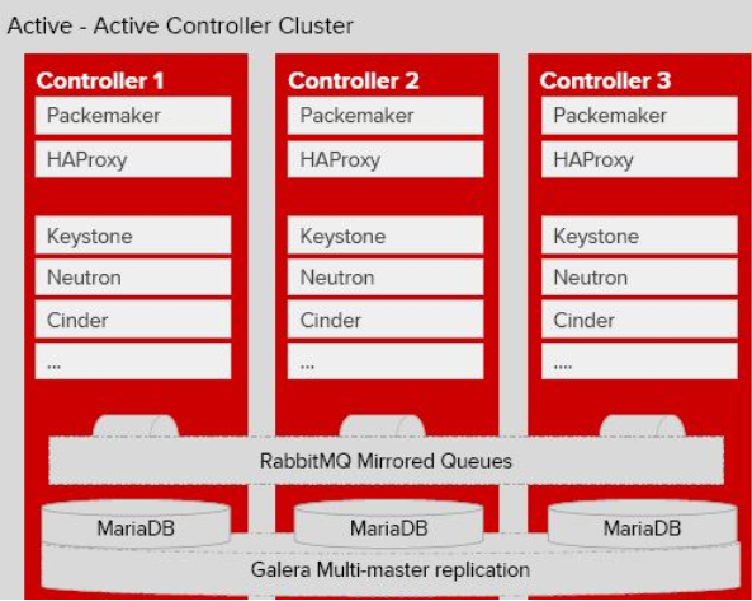 Active - Active Controller Cluster
Controller 1
Packemaker
HAProxy
Keystone
Neutron
Cinder
...
Controller 2
Packemaker
HAProxy
Keystone
Neutron
Cinder
...
Controller 3
Packemaker
HAProxy
Keystone
Neutron
Cinder
....
RabbitMQ Mirrored Queues
MariaDB
MariaDB
MariaDB
Galera Multi-master replication